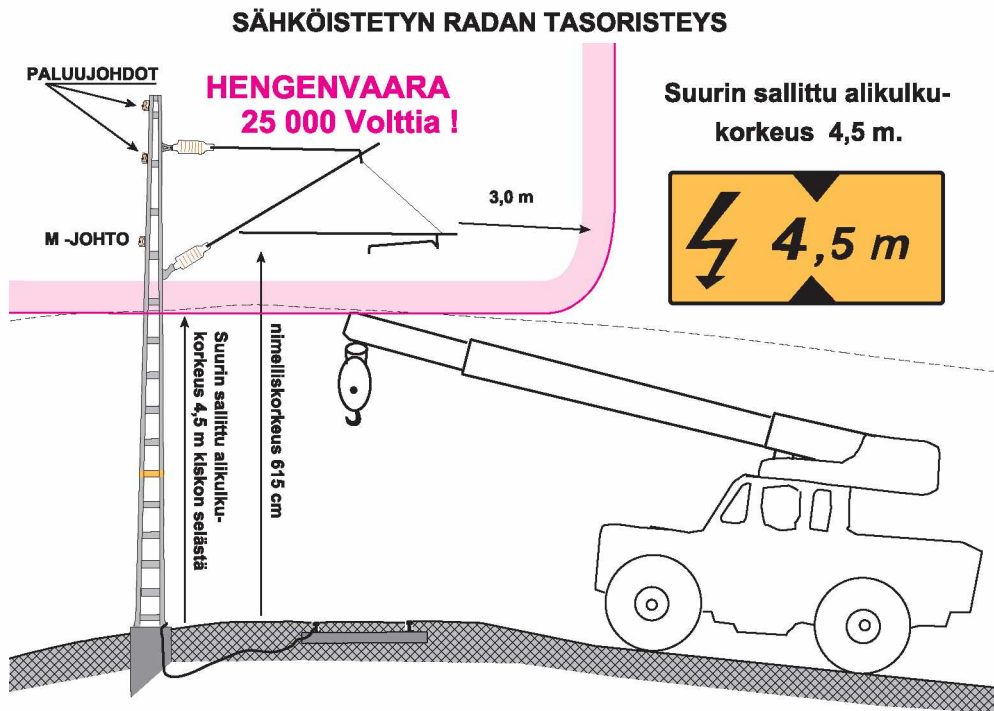 SÄHKÖISTETYN RADAN TASORISTEYS
PALUUJOHDOT
HENGENVAARA
25 000 Volttia !
Suurin sallittu alikulku-
korkeus 4,5 m.
3,0 m
4,5 m
M -JOHTO
Suurin sallittu alikulku-
korkeus 4,5 m kiskon selästä
nimelliskorkeus 615 cm